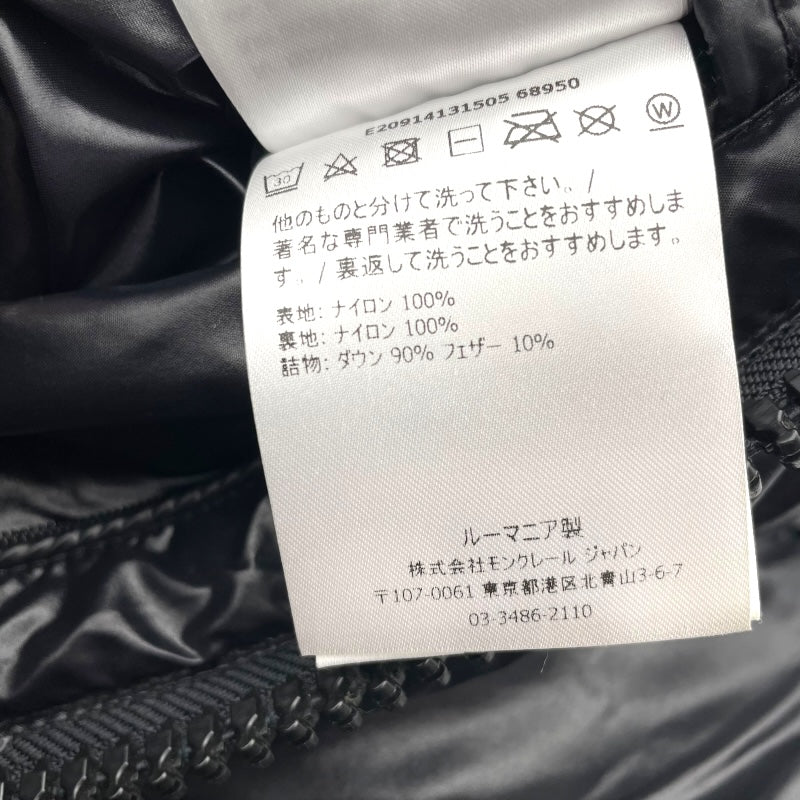 E20914131505 68950
30 W
他のものと分けて洗って下さい。/
著名な専門業者で洗うことをおすすめしま
す。/ 裏返して洗うことをおすすめします。
表地: ナイロン 100%
裏地: ナイロン 100%
詰物: ダウン 90% フェザー 10%
ルーマニア製
株式会社モンクレール ジャパン
〒107-0061 東京都港区北青山3-6-7
03-3486-2110